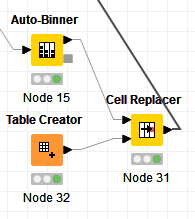 Auto-Binner
Node 15
Cell Replacer
Table Creator
Node 31
Node 32